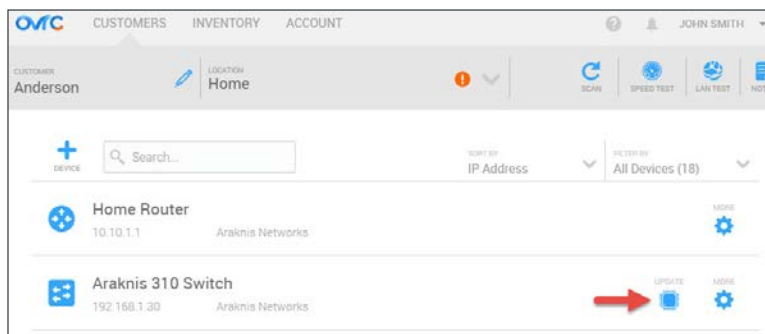 OvrC CUSTOMERS INVENTORY ACCOUNT JOHN SMITH
CUSTOMER LOCATION
Anderson Home
SCAN SPEED TEST LAN TEST NOT
DEVICE Search... SORT BY FILTER BY
IP Address All Devices (18)
Home Router MORE
10.10.1.1 Araknis Networks
Araknis 310 Switch UPDATE MORE
192.168.1.30 Araknis Networks